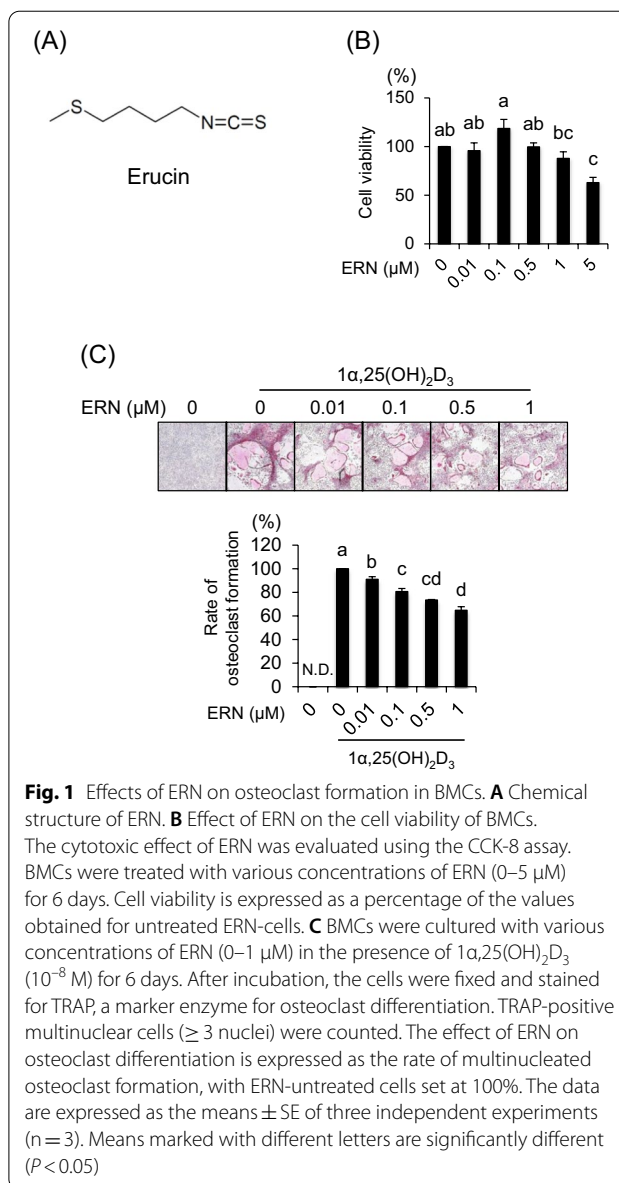 (A)
S
N=C=S
Erucin
(B)
(%)
150
100
50
0
Cell viability
ab ab a ab bc c
0 0.01 0.1 0.5 1 5
ERN (μM)
(C)
1α,25(OH)₂D₃
ERN (μM) 0 0 0.01 0.1 0.5 1
(%)
120
100
80
60
40
20
0
Rate of
osteoclast formation
N.D. a b c cd d
0 0 0.01 0.1 0.5 1
ERN (μM)
1α,25(OH)₂D₃
Fig. 1 Effects of ERN on osteoclast formation in BMCs. A Chemical
structure of ERN. B Effect of ERN on the cell viability of BMCs.
The cytotoxic effect of ERN was evaluated using the CCK-8 assay.
BMCs were treated with various concentrations of ERN (0–5 μM)
for 6 days. Cell viability is expressed as a percentage of the values
obtained for untreated ERN-cells. C BMCs were cultured with various
concentrations of ERN (0–1 μM) in the presence of 1α,25(OH)₂D₃
(10⁻⁸ M) for 6 days. After incubation, the cells were fixed and stained
for TRAP, a marker enzyme for osteoclast differentiation. TRAP-positive
multinuclear cells (≥ 3 nuclei) were counted. The effect of ERN on
osteoclast differentiation is expressed as the rate of multinucleated
osteoclast formation, with ERN-untreated cells set at 100%. The data
are expressed as the means ± SE of three independent experiments
(n = 3). Means marked with different letters are significantly different
(P < 0.05)